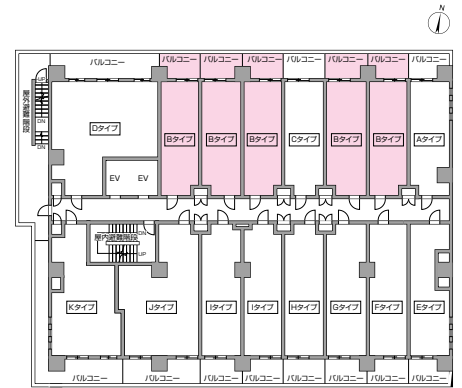 N
バルコニー バルコニー バルコニー バルコニー バルコニー バルコニー バルコニー バルコニー
UP
屋外避難階段
DN
DN
Dタイプ Bタイプ Bタイプ Bタイプ Cタイプ Bタイプ Bタイプ Aタイプ
EV EV
DN
屋内避難階段
UP
Kタイプ Jタイプ Iタイプ Iタイプ Hタイプ Gタイプ Fタイプ Eタイプ
バルコニー バルコニー バルコニー バルコニー バルコニー バルコニー バルコニー バルコニー